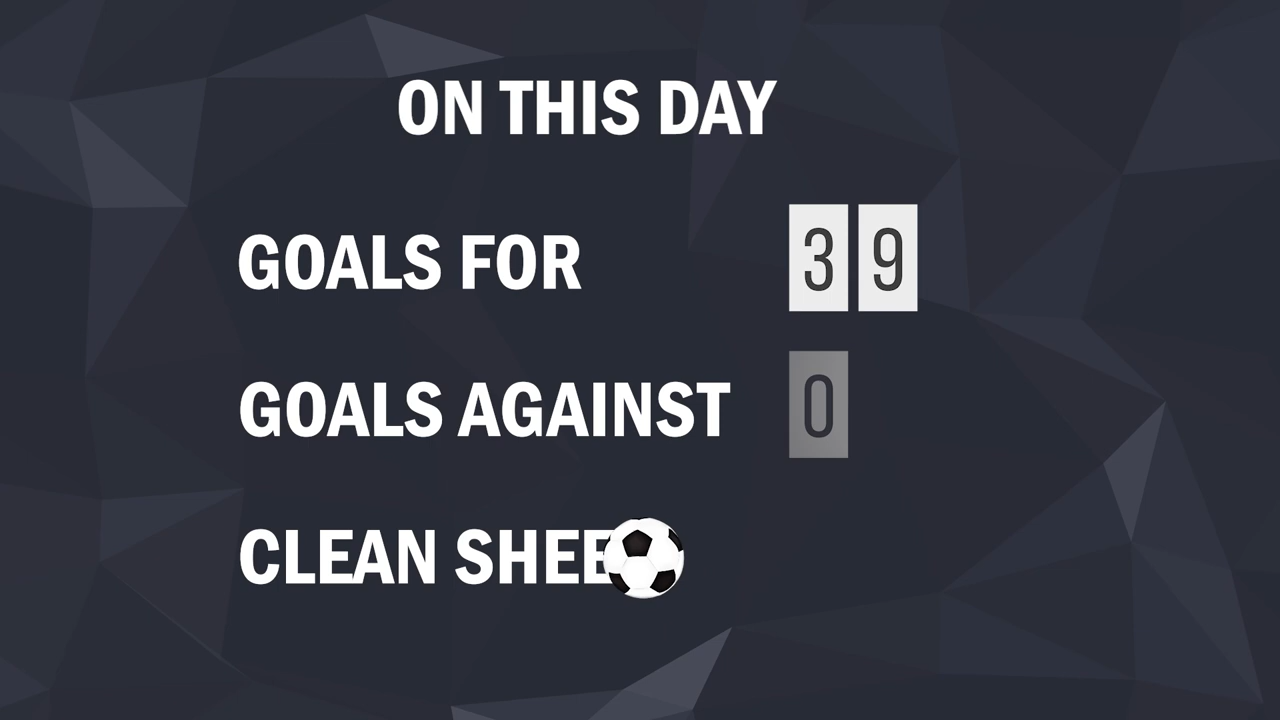 ON THIS DAY
GOALS FOR 39
GOALS AGAINST 0
CLEAN SHEE